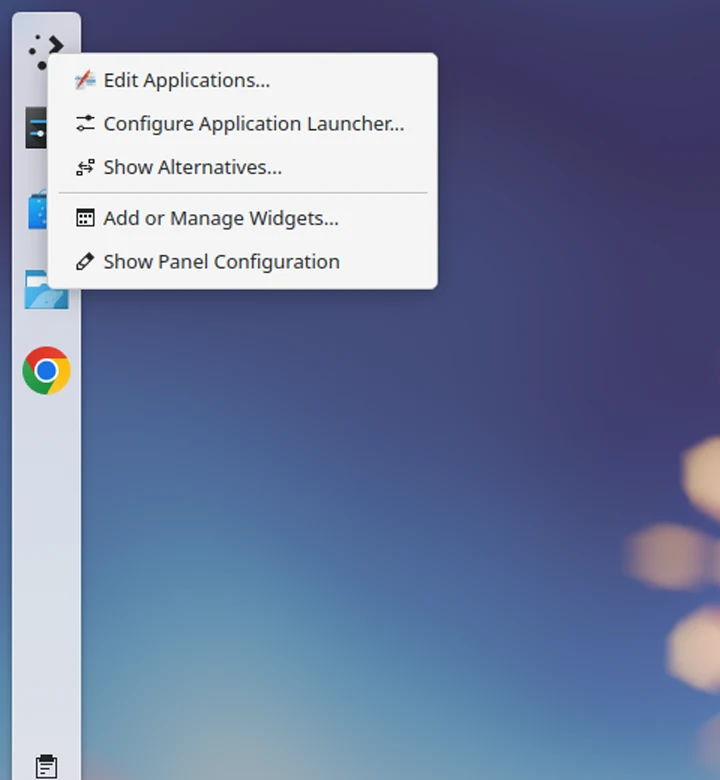 Edit Applications...
Configure Application Launcher...
Show Alternatives...
Add or Manage Widgets...
Show Panel Configuration